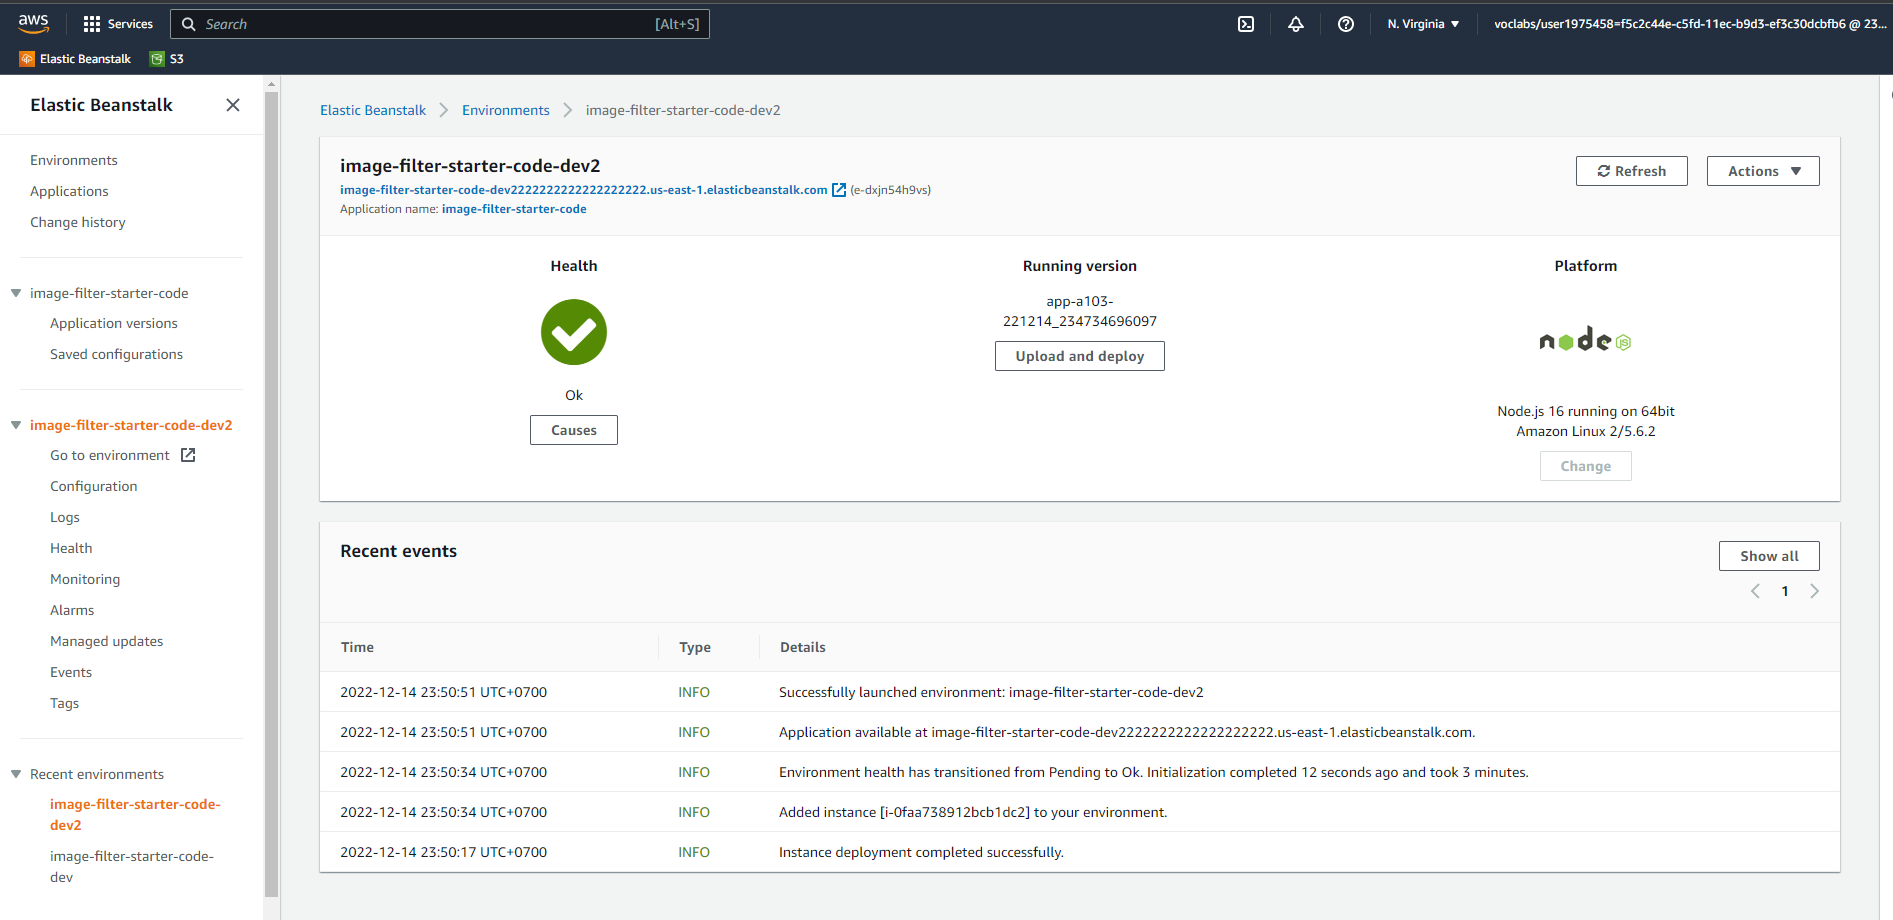 aws
Services
Search [Alt+S]
N. Virginia
voclabs/user1975458=f5c2c44e-c5fd-11ec-b9d3-ef3c30dcbfb6 @ 23...
Elastic Beanstalk
S3
Elastic Beanstalk
Environments
Applications
Change history
image-filter-starter-code
Application versions
Saved configurations
image-filter-starter-code-dev2
Go to environment
Configuration
Logs
Health
Monitoring
Alarms
Managed updates
Events
Tags
Recent environments
image-filter-starter-code-
dev2
image-filter-starter-code-
dev
Elastic Beanstalk > Environments > image-filter-starter-code-dev2
image-filter-starter-code-dev2
image-filter-starter-code-dev2222222222222222222.us-east-1.elasticbeanstalk.com (e-dxjn54h9vs)
Application name: image-filter-starter-code
Refresh
Actions
Health
Ok
Causes
Running version
app-a103-
221214_234734696097
Upload and deploy
Platform
node JS
Node.js 16 running on 64bit
Amazon Linux 2/5.6.2
Change
Recent events
Show all
1
Time Type Details
2022-12-14 23:50:51 UTC+0700 INFO Successfully launched environment: image-filter-starter-code-dev2
2022-12-14 23:50:51 UTC+0700 INFO Application available at image-filter-starter-code-dev2222222222222222222.us-east-1.elasticbeanstalk.com.
2022-12-14 23:50:34 UTC+0700 INFO Environment health has transitioned from Pending to Ok. Initialization completed 12 seconds ago and took 3 minutes.
2022-12-14 23:50:34 UTC+0700 INFO Added instance [i-0faa738912bcb1dc2] to your environment.
2022-12-14 23:50:17 UTC+0700 INFO Instance deployment completed successfully.